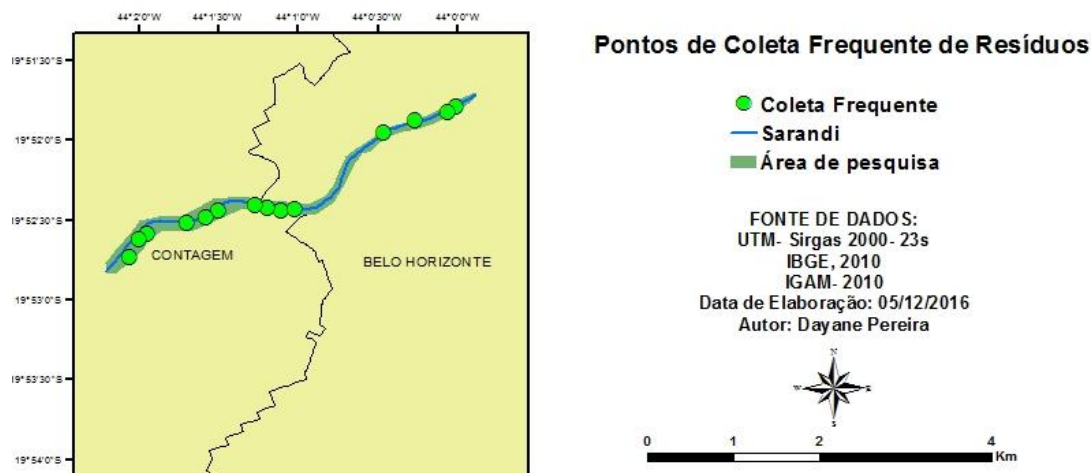 44°2'0"W 44°1'30"W 44°1'0"W 44°0'30"W 44°0'0"W
19°51'30"S
19°52'0"S
19°52'30"S
19°53'0"S
19°53'30"S
19°54'0"S
CONTAGEM
BELO HORIZONTE
Pontos de Coleta Frequente de Resíduos
Coleta Frequente
Sarandi
Área de pesquisa
FONTE DE DADOS:
UTM- Sirgas 2000- 23s
IBGE, 2010
IGAM- 2010
Data de Elaboração: 05/12/2016
Autor: Dayane Pereira
N
W E
S
0 1 2 4
Km